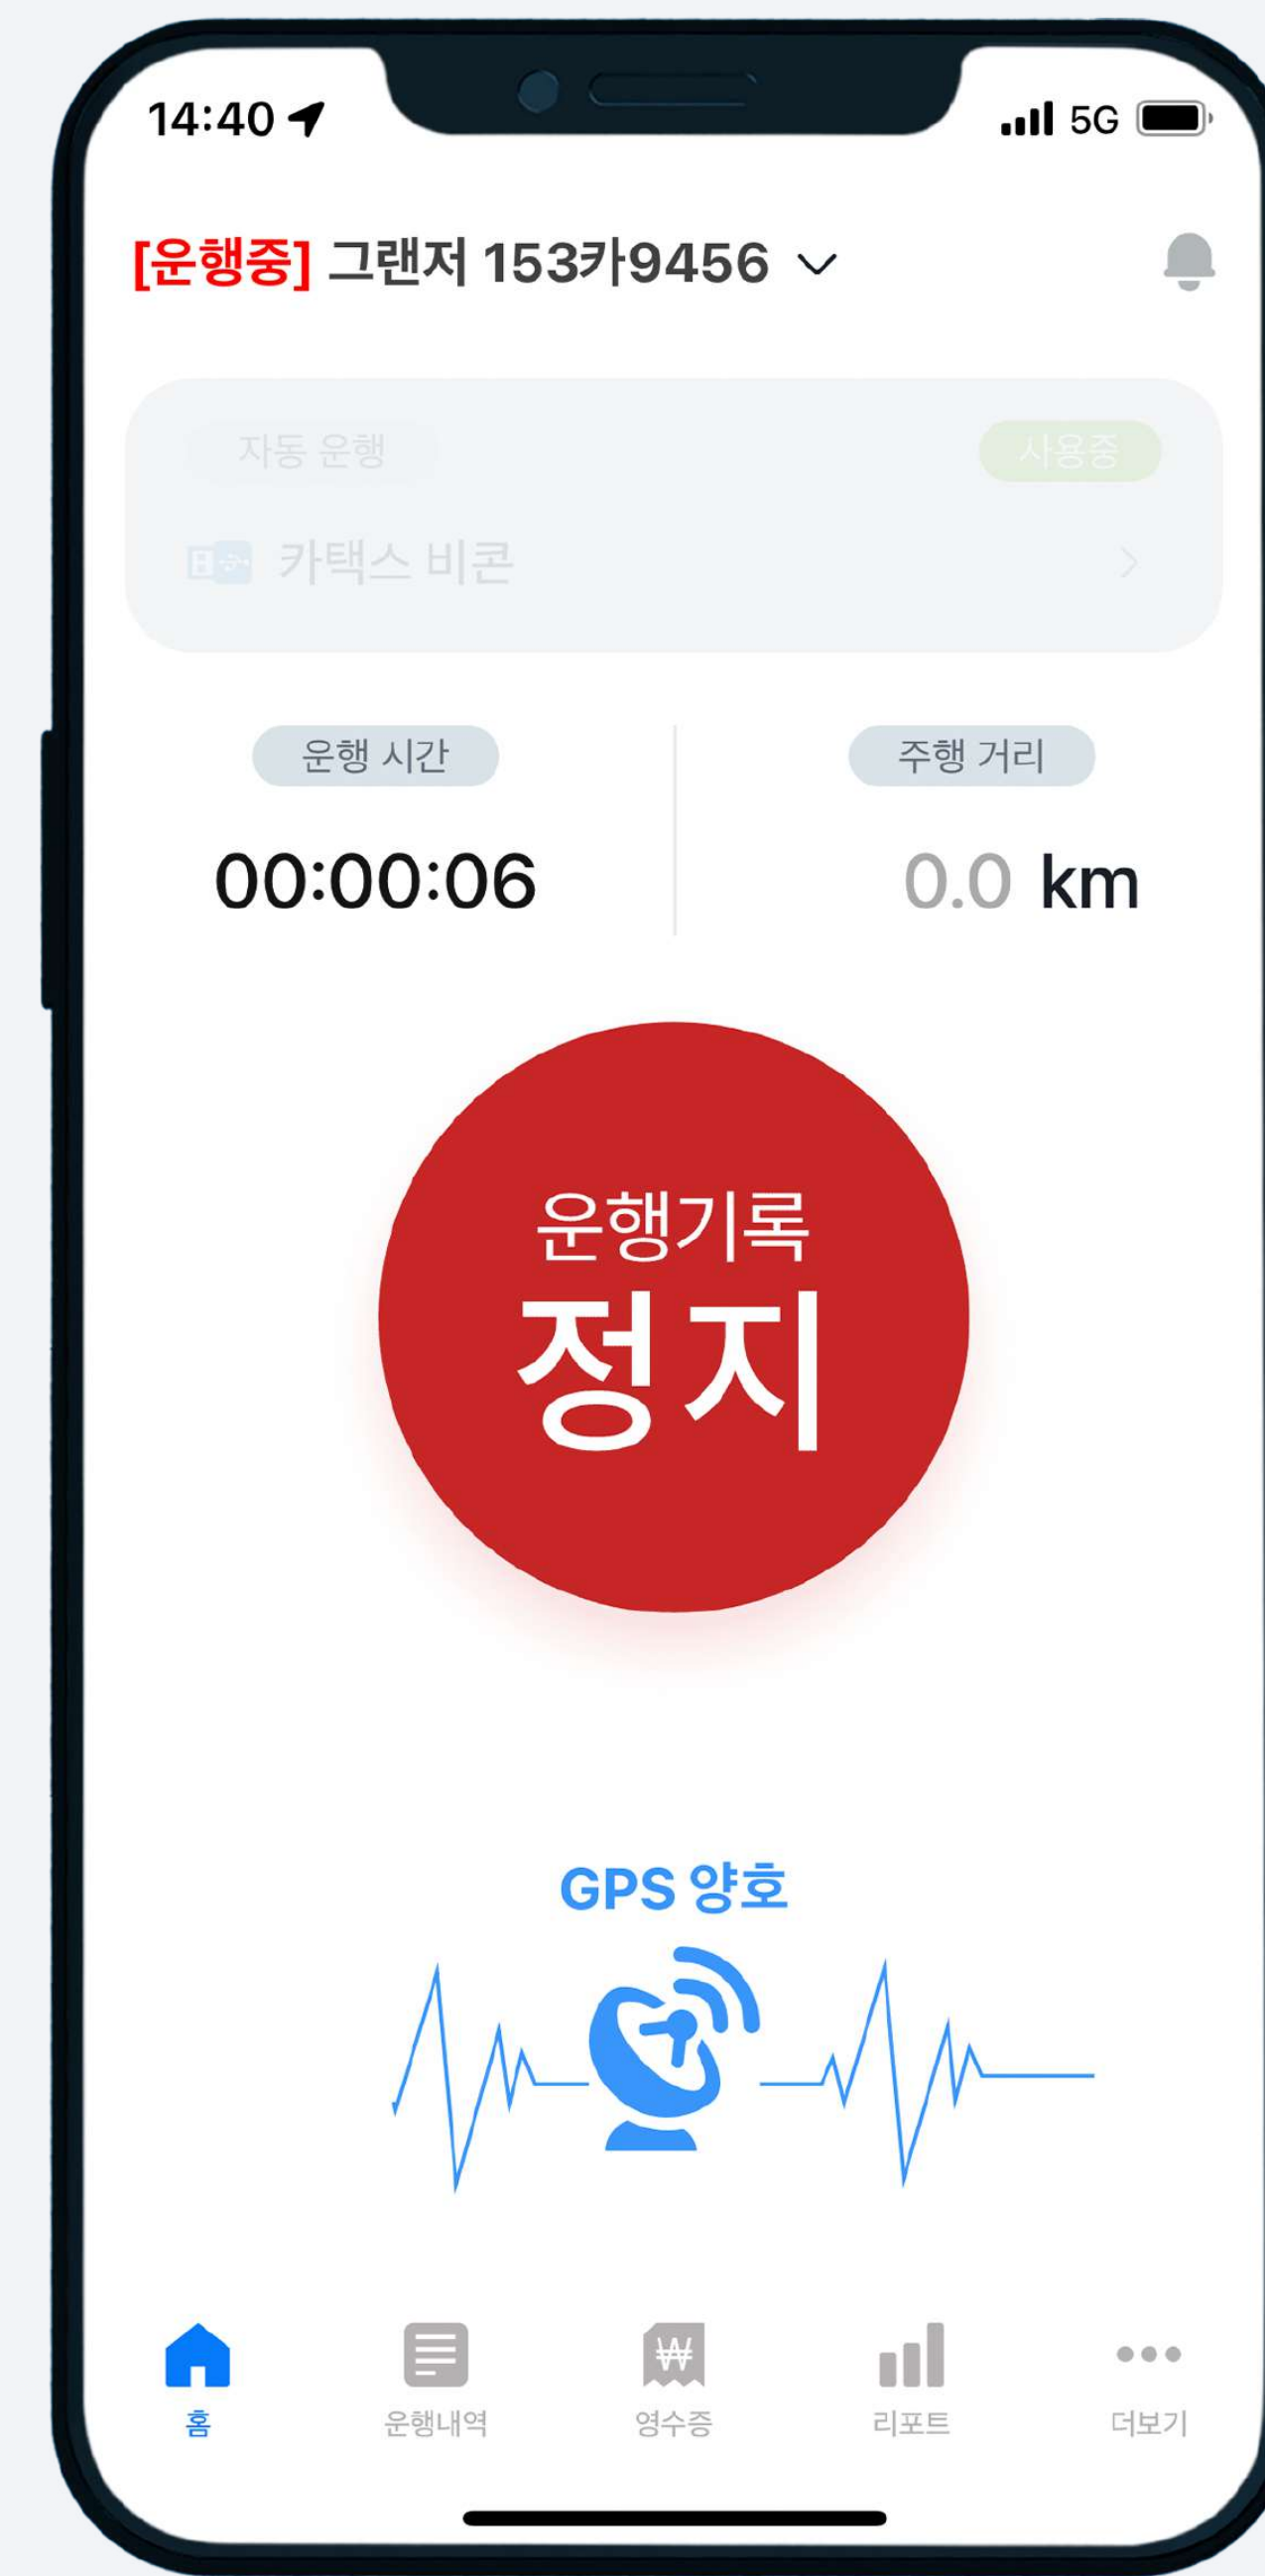 14:40
5G
[운행중] 그랜저 153카9456
자동 운행
사용중
카택스 비콘
운행 시간
주행 거리
00:00:06
0.0 km
운행기록
정지
GPS 양호
홈
운행내역
영수증
리포트
더보기